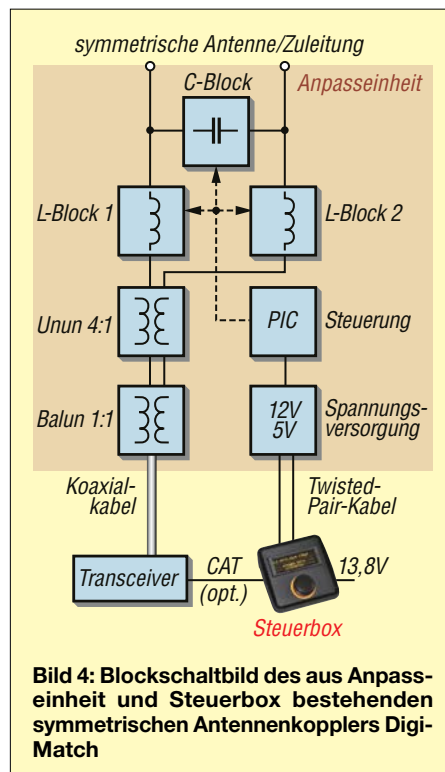 symmetrische Antenne/Zuleitung
C-Block
Anpasseinheit
L-Block 1
L-Block 2
Unun 4:1
PIC
Steuerung
Balun 1:1
12V
5V
Spannungs-
versorgung
Koaxial-
kabel
Twisted-
Pair-Kabel
Transceiver
CAT
(opt.)
13,8V
Steuerbox
Bild 4: Blockschaltbild des aus Anpass-
einheit und Steuerbox bestehenden
symmetrischen Antennenkopplers Digi-
Match